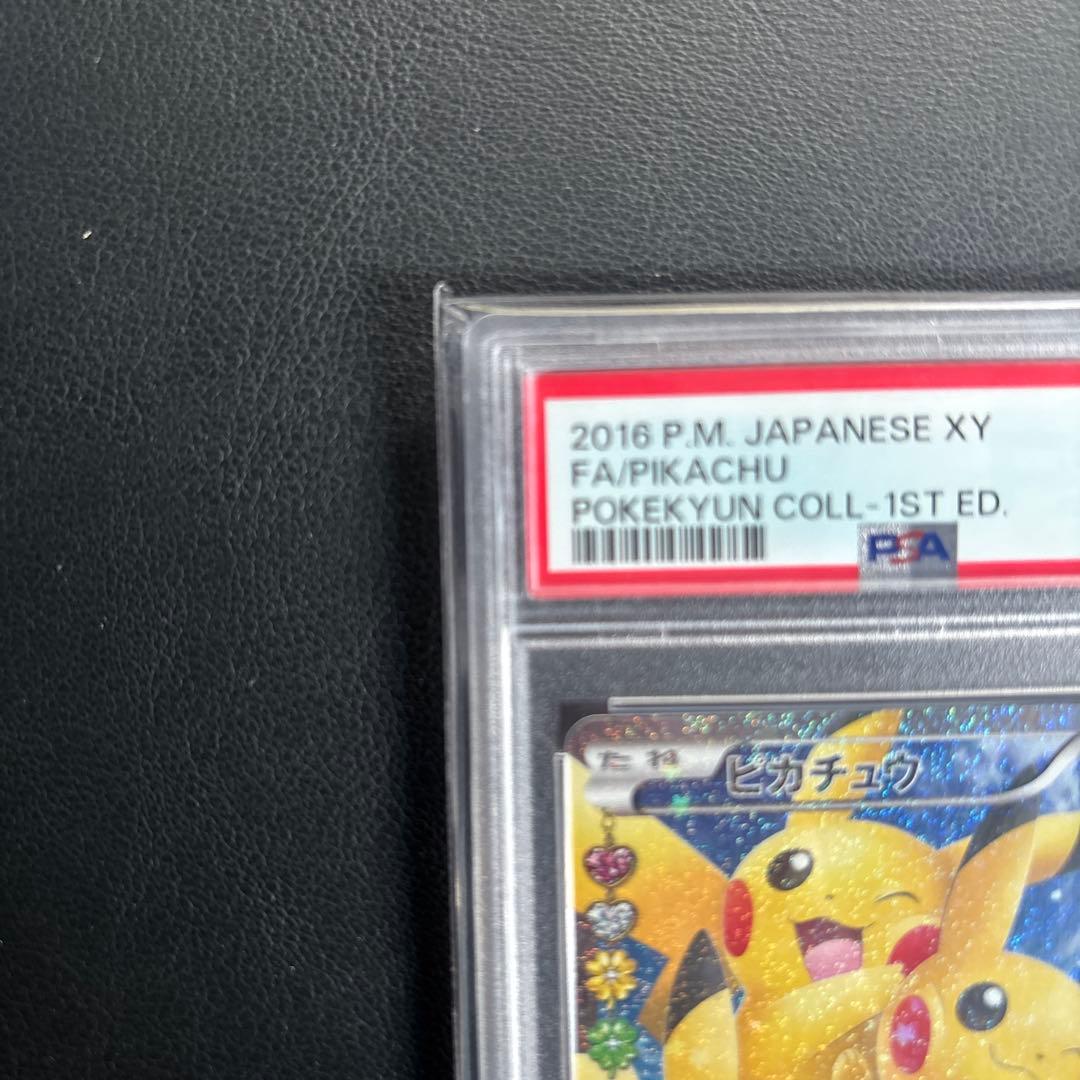 2016 P.M. JAPANESE XY
FA/PIKACHU
POKEKYUN COLL-1ST ED.
PSA
たね ピカチュウ